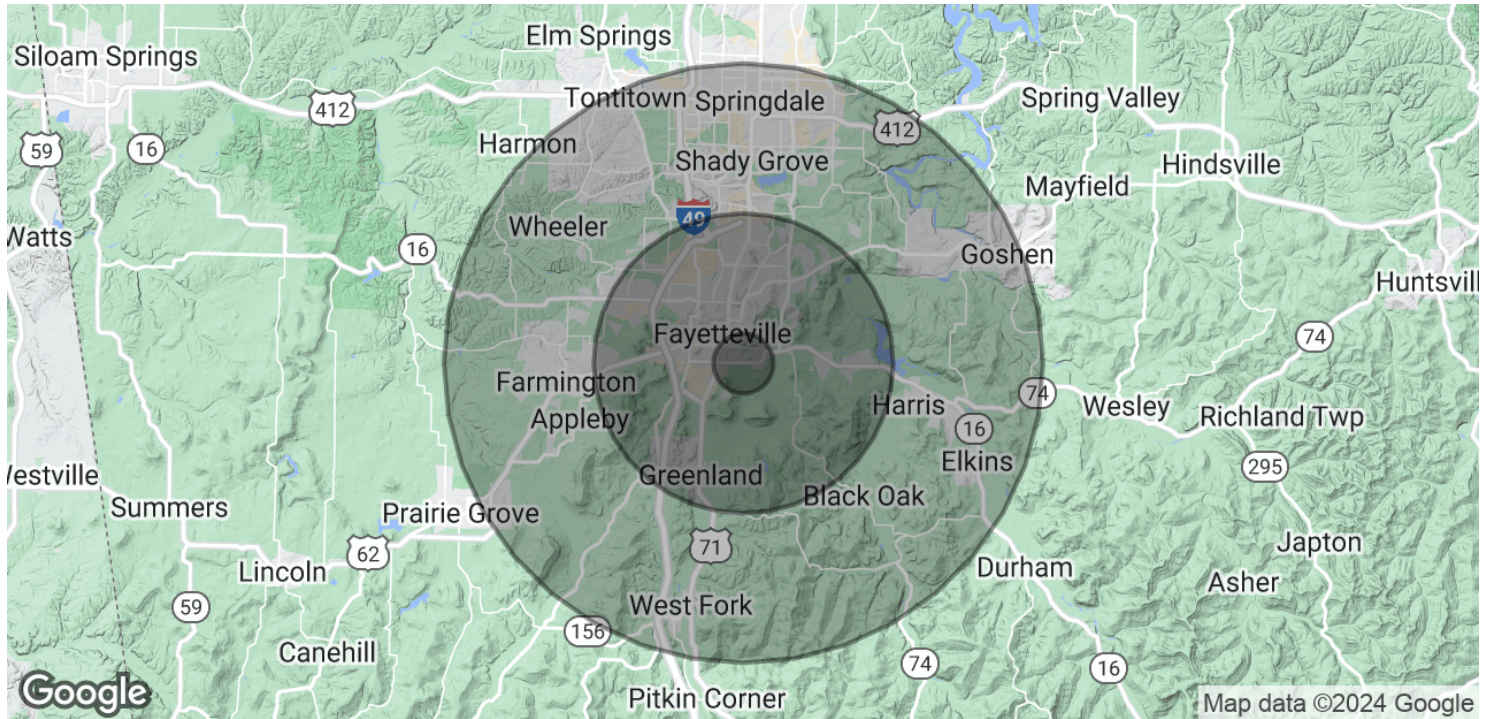 Elm Springs
Siloam Springs
412
Tontitown
Springdale
Spring Valley
59
16
Harmon
412
Shady Grove
Hindsville
Mayfield
49
Wheeler
Watts
16
Goshen
Huntsvill
Fayetteville
74
Farmington
74
Harris
Wesley
Appleby
Richland Twp
16
Elkins
295
Westville
Greenland
Black Oak
Summers
Prairie Grove
62
71
Japton
Lincoln
Durham
Asher
59
West Fork
156
Canehill
74
16
Google
Pitkin Corner
Map data ©2024 Google